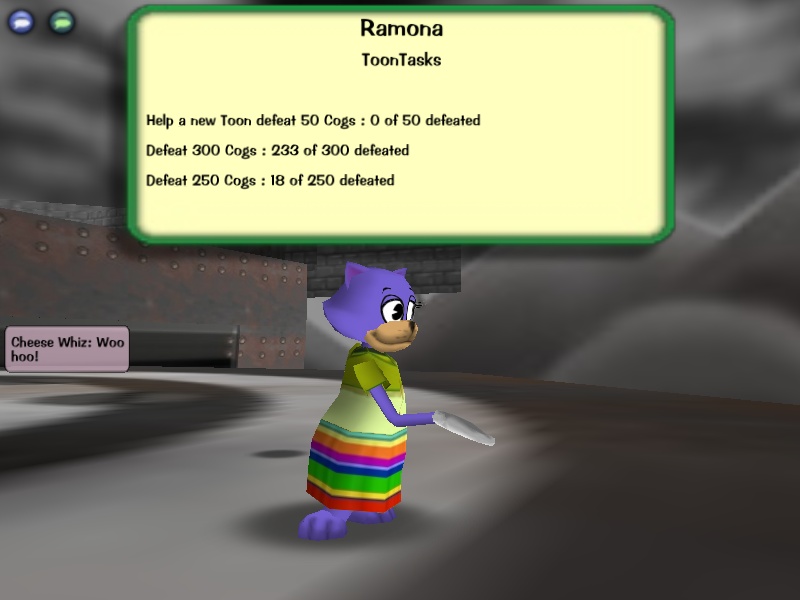 Ramona
ToonTasks
Help a new Toon defeat 50 Cogs : 0 of 50 defeated
Defeat 300 Cogs : 233 of 300 defeated
Defeat 250 Cogs : 18 of 250 defeated
Cheese Whiz: Woo
hoo!